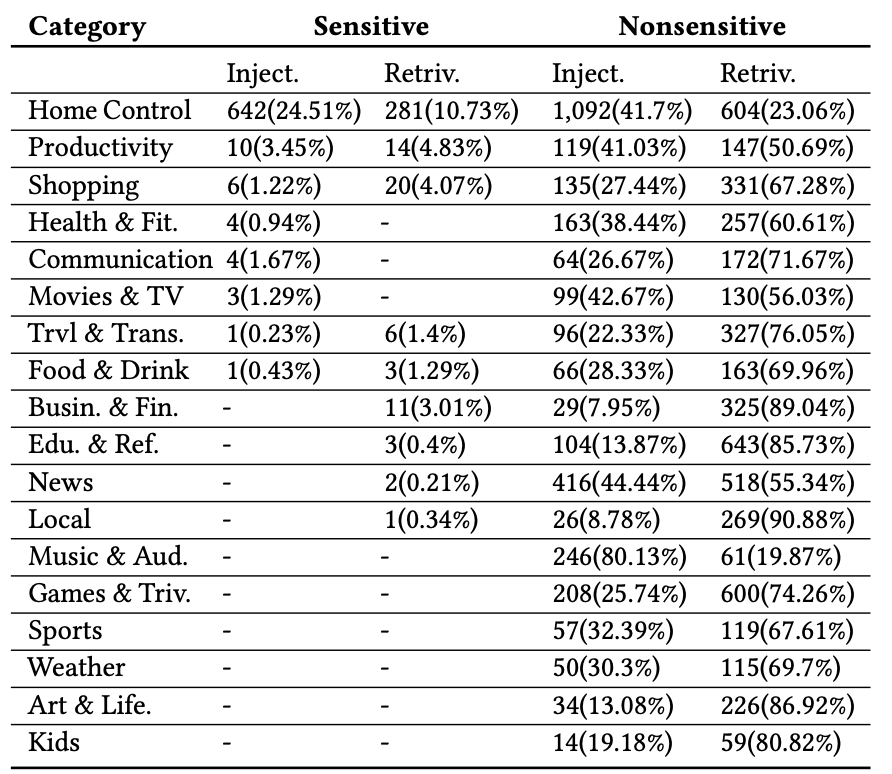 Category Sensitive Nonsensitive
Inject. Retriv. Inject. Retriv.
Home Control 642(24.51%) 281(10.73%) 1,092(41.7%) 604(23.06%)
Productivity 10(3.45%) 14(4.83%) 119(41.03%) 147(50.69%)
Shopping 6(1.22%) 20(4.07%) 135(27.44%) 331(67.28%)
Health & Fit. 4(0.94%) - 163(38.44%) 257(60.61%)
Communication 4(1.67%) - 64(26.67%) 172(71.67%)
Movies & TV 3(1.29%) - 99(42.67%) 130(56.03%)
Trvl & Trans. 1(0.23%) 6(1.4%) 96(22.33%) 327(76.05%)
Food & Drink 1(0.43%) 3(1.29%) 66(28.33%) 163(69.96%)
Busin. & Fin. - 11(3.01%) 29(7.95%) 325(89.04%)
Edu. & Ref. - 3(0.4%) 104(13.87%) 643(85.73%)
News - 2(0.21%) 416(44.44%) 518(55.34%)
Local - 1(0.34%) 26(8.78%) 269(90.88%)
Music & Aud. - - 246(80.13%) 61(19.87%)
Games & Triv. - - 208(25.74%) 600(74.26%)
Sports - - 57(32.39%) 119(67.61%)
Weather - - 50(30.3%) 115(69.7%)
Art & Life. - - 34(13.08%) 226(86.92%)
Kids - - 14(19.18%) 59(80.82%)